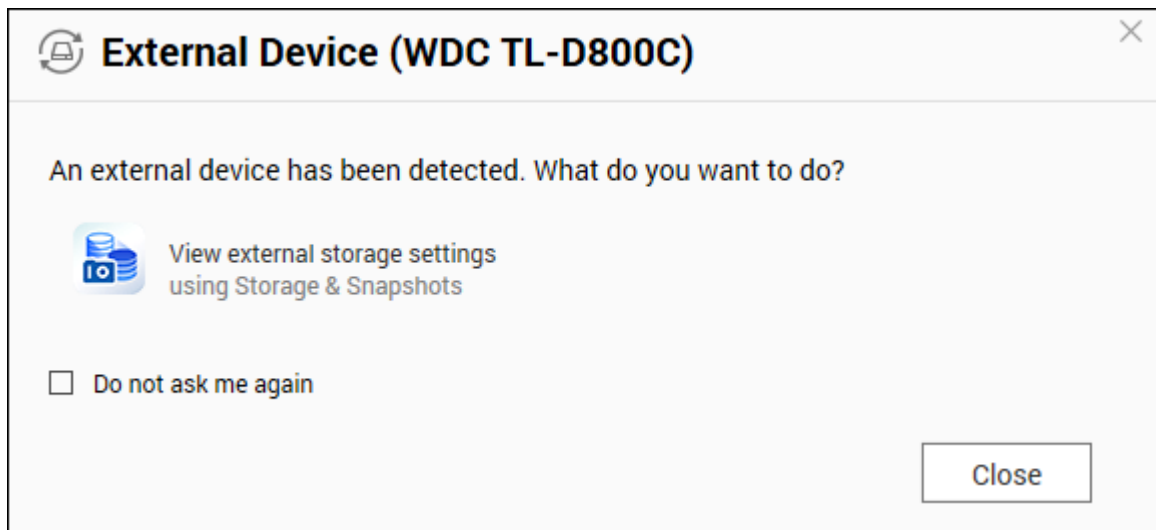 External Device (WDC TL-D800C)
An external device has been detected. What do you want to do?
View external storage settings
using Storage & Snapshots
Do not ask me again
Close